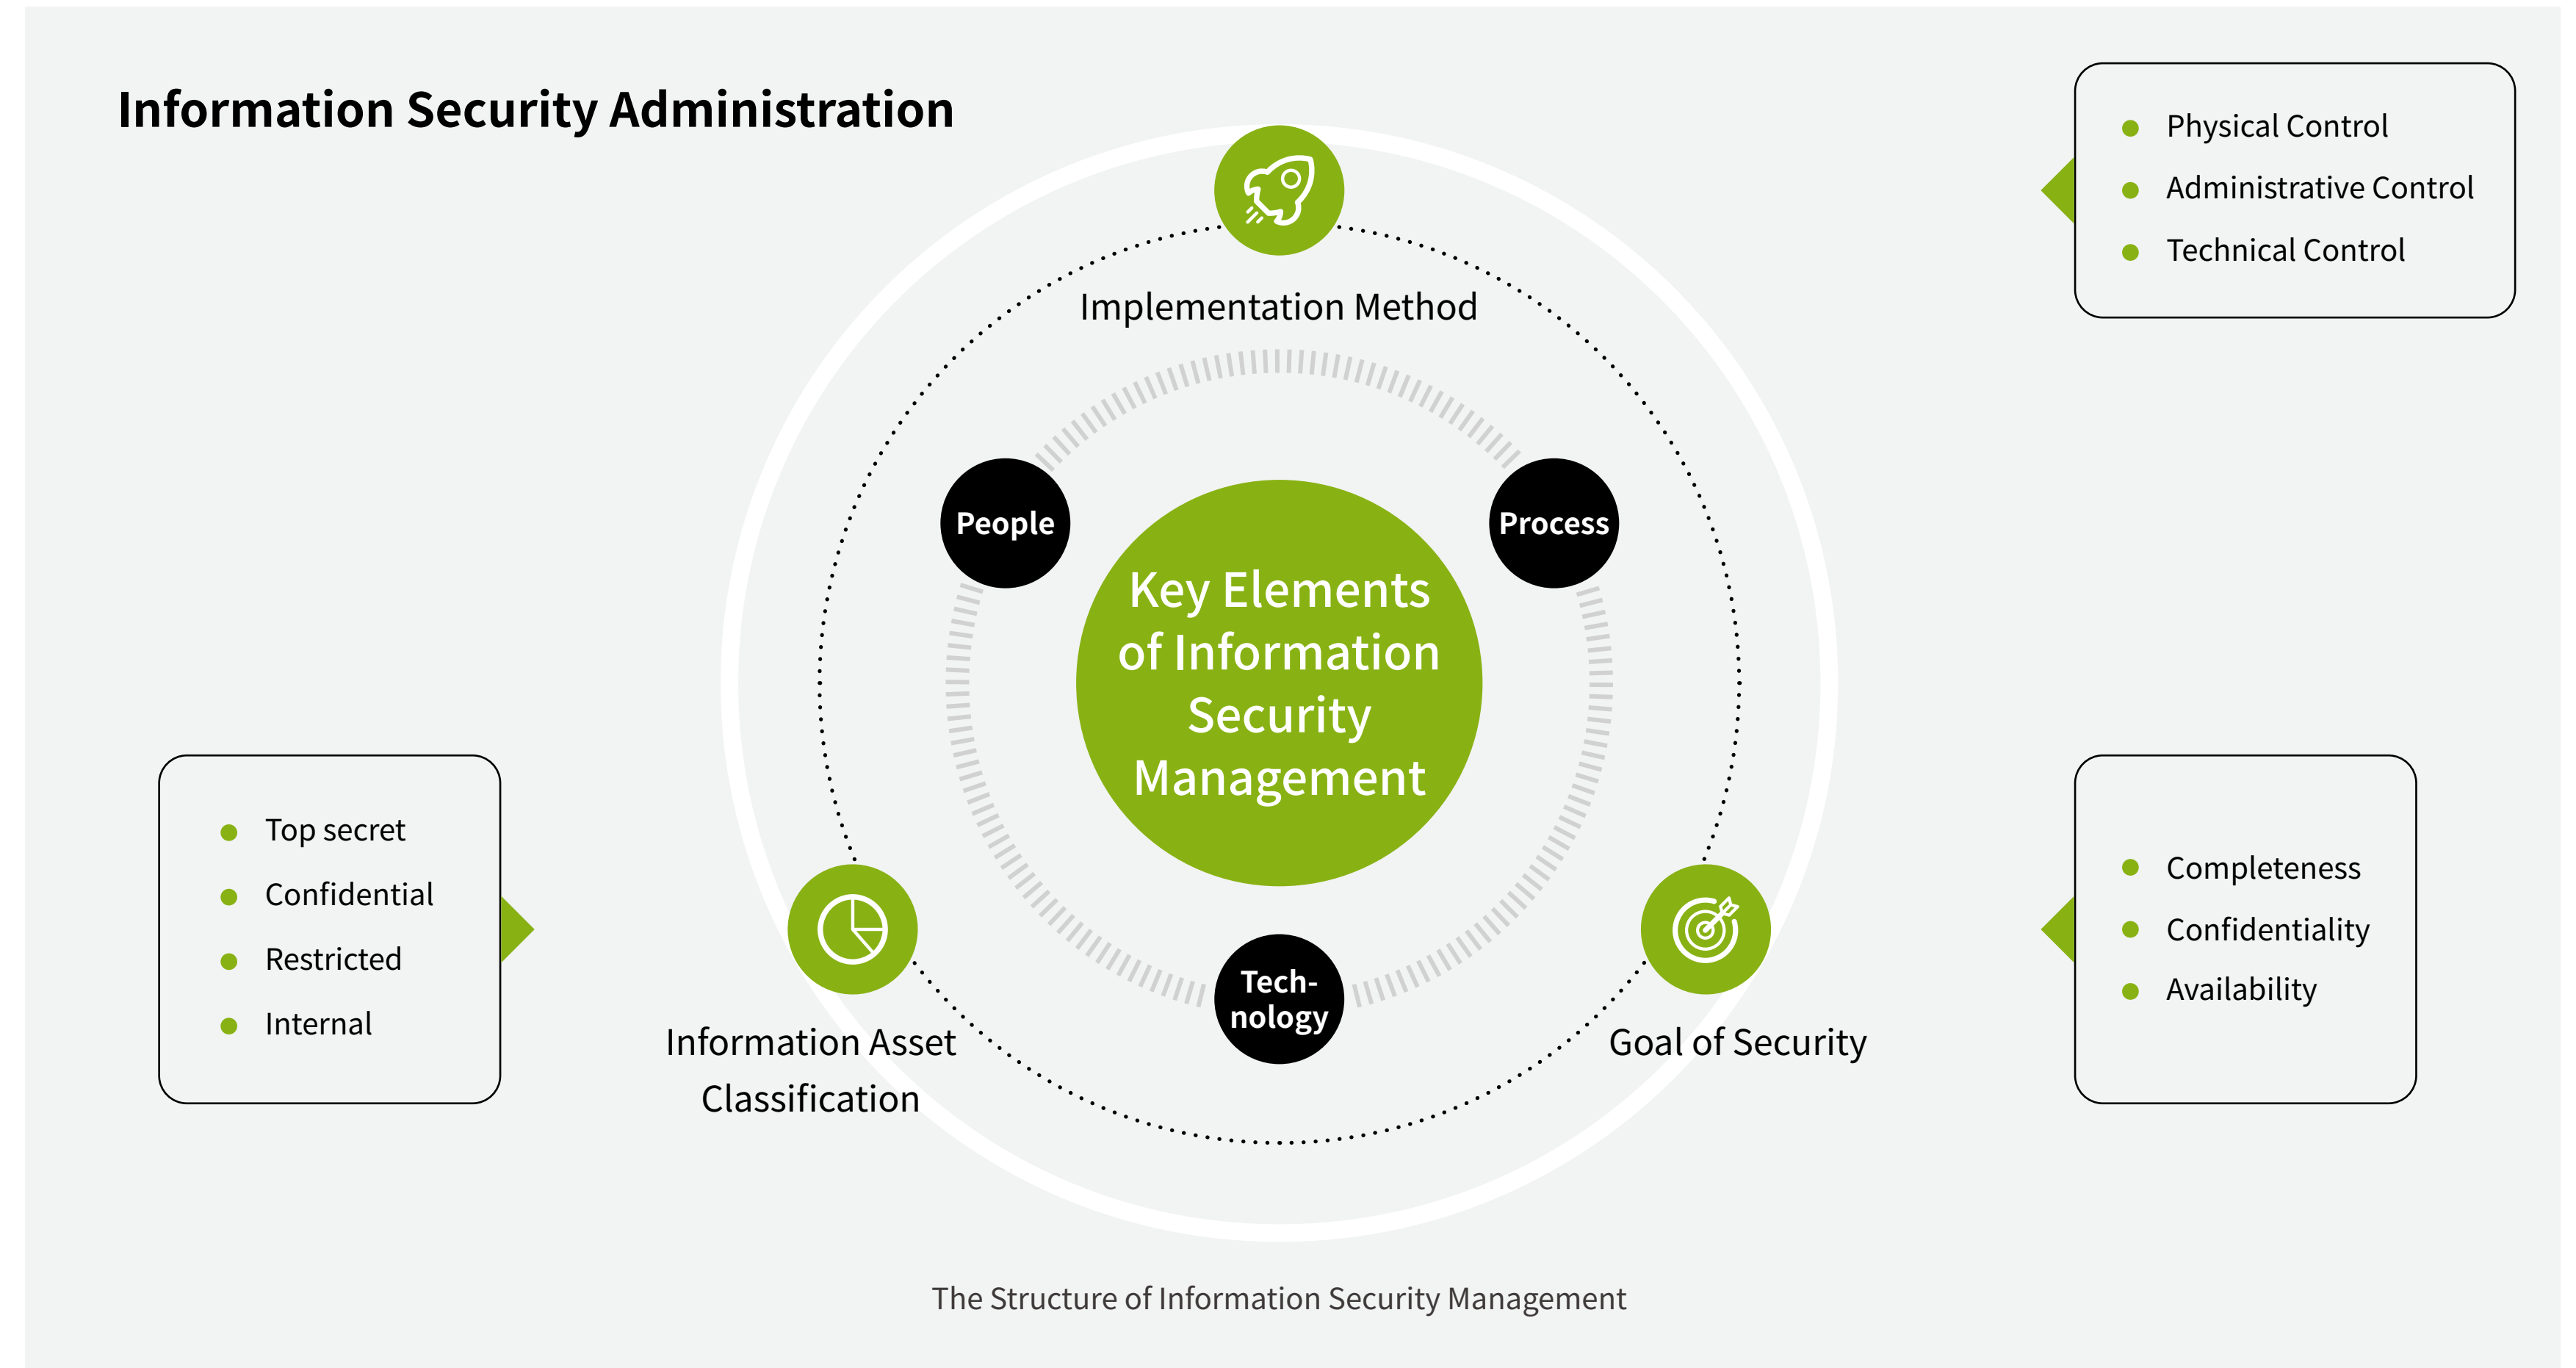 Information Security Administration
Physical Control
Administrative Control
Technical Control
Implementation Method
People
Process
Key Elements
of Information
Security
Management
Tech-
nology
Top secret
Confidential
Restricted
Internal
Information Asset
Classification
Goal of Security
Completeness
Confidentiality
Availability
The Structure of Information Security Management